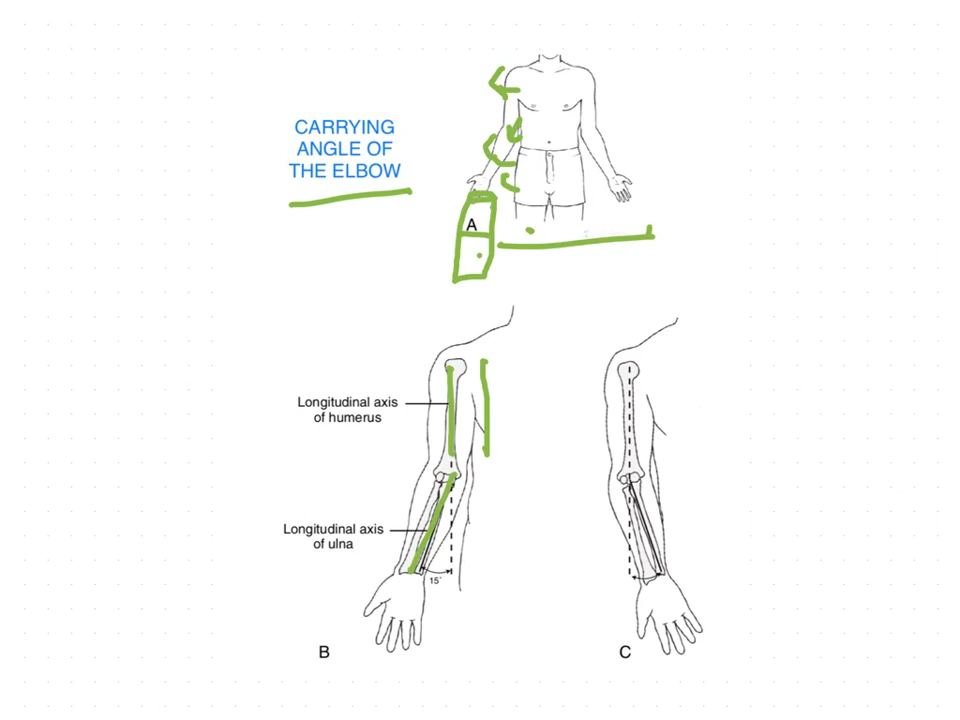 CARRYING
ANGLE OF
THE ELBOW
A
Longitudinal axis
of humerus
Longitudinal axis
of ulna
15°
B
C